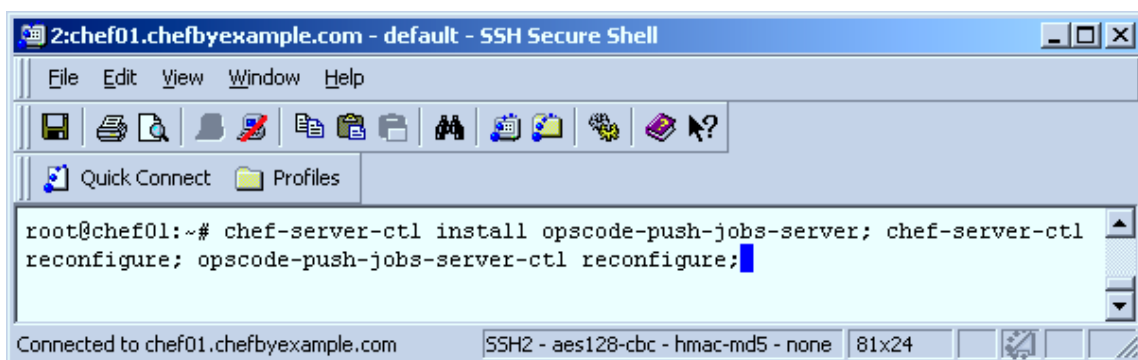 2:chef01.chefbyexample.com - default - SSH Secure Shell
File Edit View Window Help
Quick Connect Profiles
root@chef01:~# chef-server-ctl install opscode-push-jobs-server; chef-server-ctl
reconfigure; opscode-push-jobs-server-ctl reconfigure;
Connected to chef01.chefbyexample.com SSH2 - aes128-cbc - hmac-md5 - none 81x24